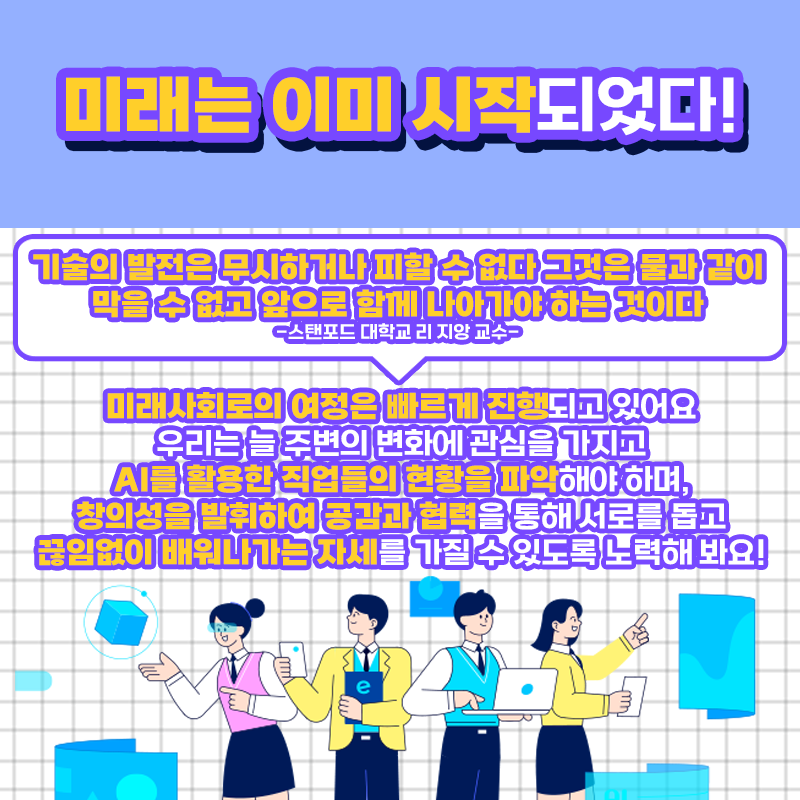 미래는 이미 시작되었다!
기술의 발전은 무시하거나 피할 수 없다 그것은 물과 같이
막을 수 없고 앞으로 함께 나아가야 하는 것이다
-스탠포드 대학교 리 지앙 교수-
미래사회로의 여정은 빠르게 진행되고 있어요
우리는 늘 주변의 변화에 관심을 가지고
AI를 활용한 직업들의 현황을 파악해야 하며,
창의성을 발휘하여 공감과 협력을 통해 서로를 돕고
끊임없이 배워나가는 자세를 가질 수 있도록 노력해 봐요!
e
AI